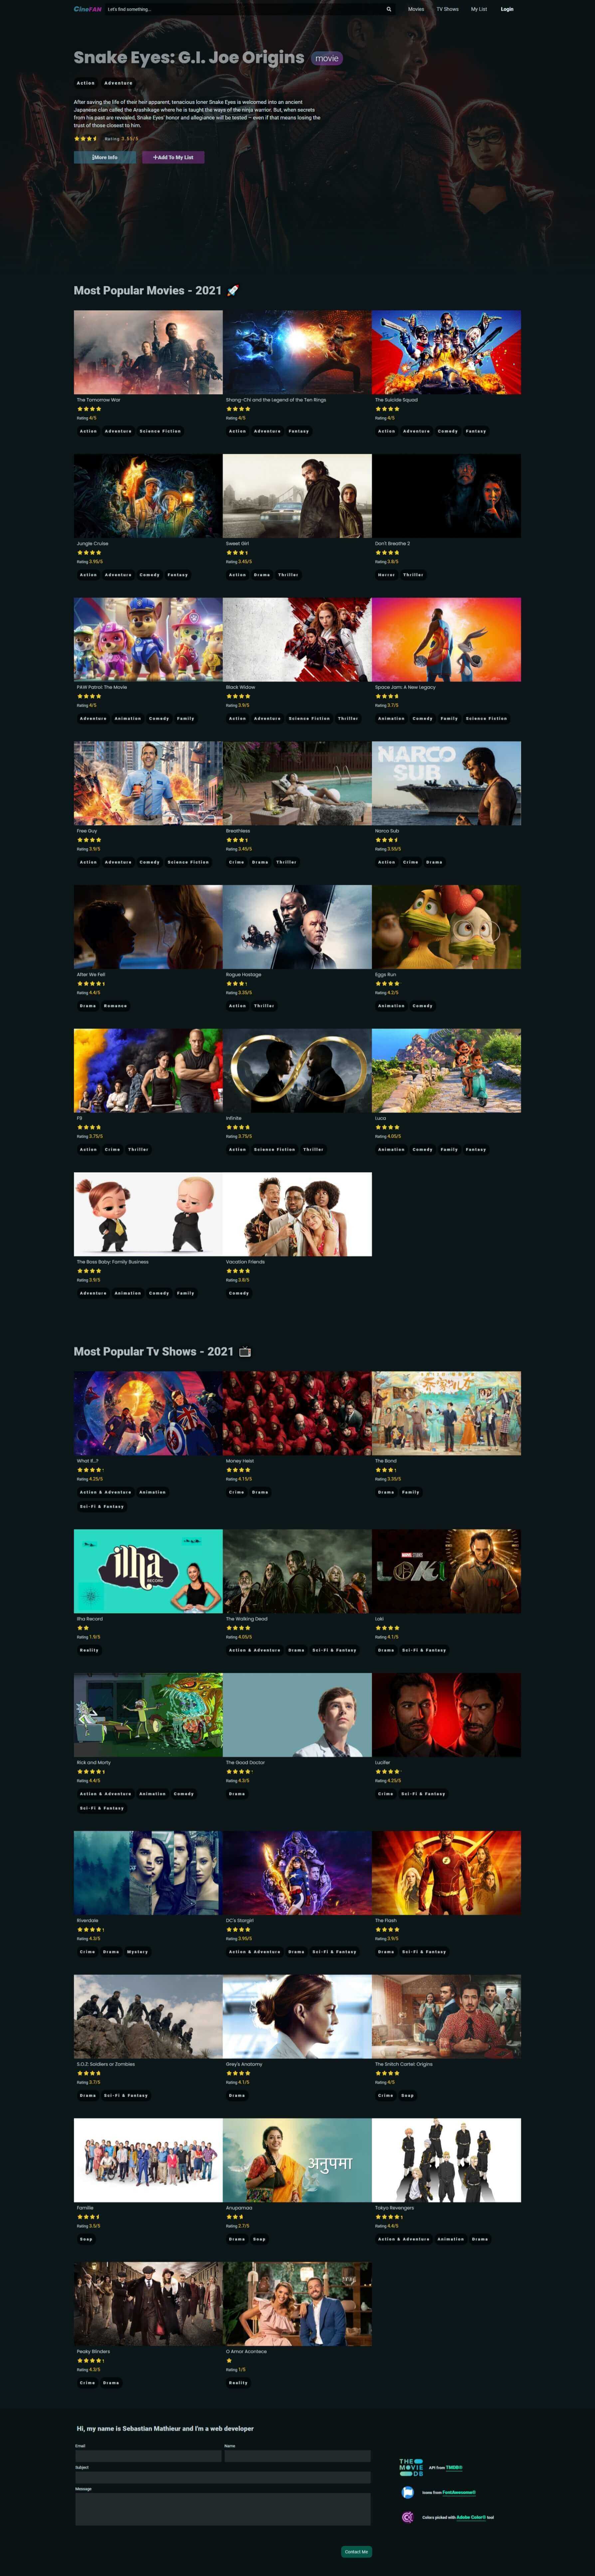 CineFAN
Let's find something...
Movies
TV Shows
My List
Login
Snake Eyes: G.I. Joe Origins movie
Action Adventure
After saving the life of their heir apparent, tenacious loner Snake Eyes is welcomed into an ancient
Japanese clan called the Arashikage where he is taught the ways of the ninja warrior. But, when secrets
from his past are revealed, Snake Eyes' honor and allegiance will be tested – even if that means losing the
trust of those closest to him.
Rating 3.55/5
More Info
Add To My List
Most Popular Movies - 2021
The Tomorrow War
Rating 4/5
Action Adventure Science Fiction
Shang-Chi and the Legend of the Ten Rings
Rating 4/5
Action Adventure Fantasy
The Suicide Squad
Rating 4/5
Action Adventure Comedy Fantasy
Jungle Cruise
Rating 3.95/5
Action Adventure Comedy Fantasy
Sweet Girl
Rating 3.45/5
Action Drama Thriller
Don't Breathe 2
Rating 3.8/5
Horror Thriller
PAW Patrol: The Movie
Rating 4/5
Adventure Animation Comedy Family
Black Widow
Rating 3.9/5
Action Adventure Science Fiction Thriller
Space Jam: A New Legacy
Rating 3.7/5
Animation Comedy Family Science Fiction
Free Guy
Rating 3.9/5
Action Adventure Comedy Science Fiction
Breathless
Rating 3.45/5
Crime Drama Thriller
NARCO
SUB
Narco Sub
Rating 3.55/5
Action Crime Drama
After We Fell
Rating 4.4/5
Drama Romance
Rogue Hostage
Rating 3.35/5
Action Thriller
Eggs Run
Rating 4.2/5
Animation Comedy
F9
Rating 3.75/5
Action Crime Thriller
Infinite
Rating 3.75/5
Action Science Fiction Thriller
Luca
Rating 4.05/5
Animation Comedy Family Fantasy
The Boss Baby: Family Business
Rating 3.9/5
Adventure Animation Comedy Family
Vacation Friends
Rating 3.8/5
Comedy
Most Popular Tv Shows - 2021
What If...?
Rating 4.25/5
Action & Adventure Animation
Sci-Fi & Fantasy
Money Heist
Rating 4.15/5
Crime Drama
The Bond
Rating 3.35/5
Drama Family
ilha
RECORD
Ilha Record
Rating 1.9/5
Reality
The Walking Dead
Rating 4.05/5
Action & Adventure Drama Sci-Fi & Fantasy
MARVEL STUDIOS
LOKI
Loki
Rating 4.1/5
Drama Sci-Fi & Fantasy
Rick and Morty
Rating 4.4/5
Action & Adventure Animation Comedy
Sci-Fi & Fantasy
The Good Doctor
Rating 4.3/5
Drama
Lucifer
Rating 4.25/5
Crime Sci-Fi & Fantasy
Riverdale
Rating 4.3/5
Crime Drama Mystery
DC's Stargirl
Rating 3.95/5
Action & Adventure Drama Sci-Fi & Fantasy
The Flash
Rating 3.9/5
Drama Sci-Fi & Fantasy
S.O.Z: Soldiers or Zombies
Rating 3.7/5
Drama Sci-Fi & Fantasy
Grey's Anatomy
Rating 4.1/5
Drama
The Snitch Cartel: Origins
Rating 4/5
Crime Soap
Familie
Rating 3.5/5
Soap
अनुपमा
Anupamaa
Rating 2.7/5
Drama Soap
Tokyo Revengers
Rating 4.4/5
Action & Adventure Animation Drama
Peaky Blinders
Rating 4.3/5
Crime Drama
O Amor Acontece
Rating 1/5
Reality
Hi, my name is Sebastian Mathieur and I'm a web developer
Email
Name
Subject
Message
Contact Me
THE
MOVIE
DB
API from TMDB®
Icons from FontAwesome®
Colors picked with Adobe Color® tool